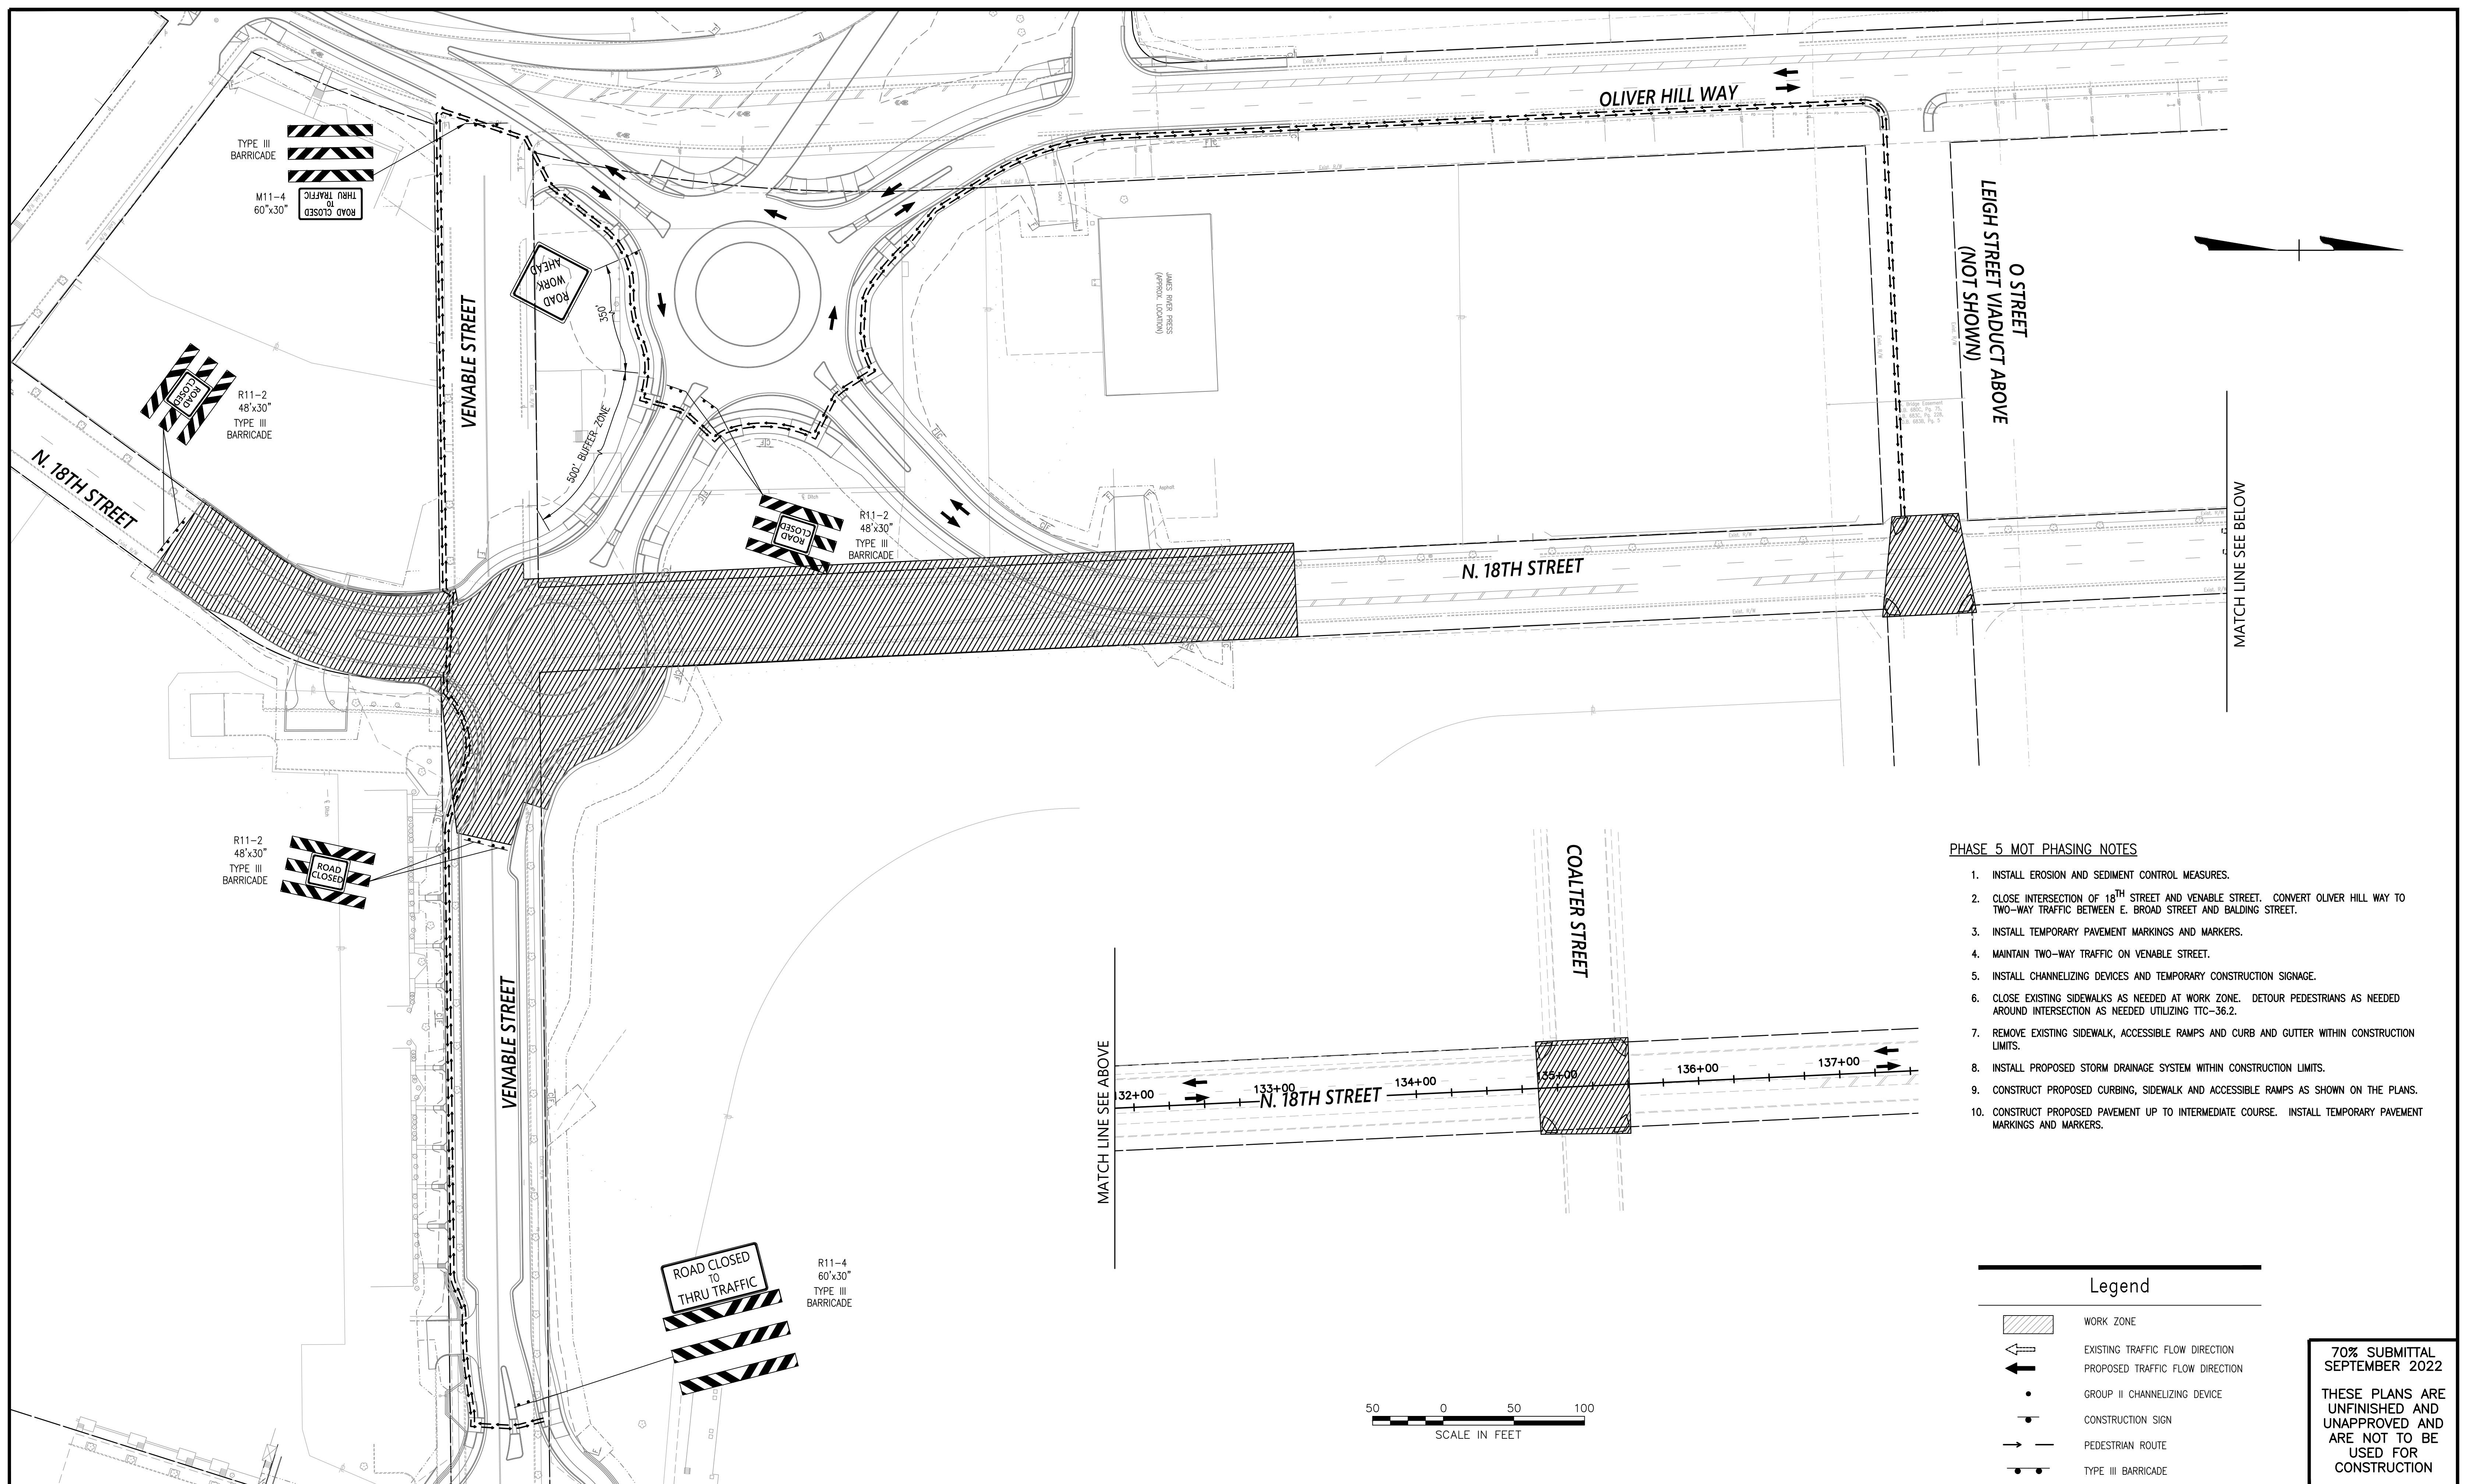 OLIVER HILL WAY
TYPE III
BARRICADE
M11-4
60"x30"
ROAD CLOSED
TO
THRU TRAFFIC
ROAD
WORK
AHEAD
350'
500' BUFFER ZONE
VENABLE STREET
JAMES RIVER PRESS
(APPROX. LOCATION)
O STREET
LEIGH STREET VIADUCT ABOVE
(NOT SHOWN)
ROAD
CLOSED
R11-2
48'x30"
TYPE III
BARRICADE
N. 18TH STREET
ROAD
CLOSED
R11-2
48'x30"
TYPE III
BARRICADE
Asphalt
N. 18TH STREET
MATCH LINE SEE BELOW
R11-2
48'x30"
TYPE III
BARRICADE
ROAD
CLOSED
VENABLE STREET
ROAD CLOSED
TO
THRU TRAFFIC
R11-4
60'x30"
TYPE III
BARRICADE
COALTER STREET
MATCH LINE SEE ABOVE
132+00
133+00
134+00
135+00
136+00
137+00
N. 18TH STREET
50 0 50 100
SCALE IN FEET
PHASE 5 MOT PHASING NOTES
1. INSTALL EROSION AND SEDIMENT CONTROL MEASURES.
2. CLOSE INTERSECTION OF 18TH STREET AND VENABLE STREET. CONVERT OLIVER HILL WAY TO
TWO-WAY TRAFFIC BETWEEN E. BROAD STREET AND BALDING STREET.
3. INSTALL TEMPORARY PAVEMENT MARKINGS AND MARKERS.
4. MAINTAIN TWO-WAY TRAFFIC ON VENABLE STREET.
5. INSTALL CHANNELIZING DEVICES AND TEMPORARY CONSTRUCTION SIGNAGE.
6. CLOSE EXISTING SIDEWALKS AS NEEDED AT WORK ZONE. DETOUR PEDESTRIANS AS NEEDED
AROUND INTERSECTION AS NEEDED UTILIZING TTC-36.2.
7. REMOVE EXISTING SIDEWALK, ACCESSIBLE RAMPS AND CURB AND GUTTER WITHIN CONSTRUCTION
LIMITS.
8. INSTALL PROPOSED STORM DRAINAGE SYSTEM WITHIN CONSTRUCTION LIMITS.
9. CONSTRUCT PROPOSED CURBING, SIDEWALK AND ACCESSIBLE RAMPS AS SHOWN ON THE PLANS.
10. CONSTRUCT PROPOSED PAVEMENT UP TO INTERMEDIATE COURSE. INSTALL TEMPORARY PAVEMENT
MARKINGS AND MARKERS.
Legend
WORK ZONE
EXISTING TRAFFIC FLOW DIRECTION
PROPOSED TRAFFIC FLOW DIRECTION
GROUP II CHANNELIZING DEVICE
CONSTRUCTION SIGN
PEDESTRIAN ROUTE
TYPE III BARRICADE
70% SUBMITTAL
SEPTEMBER 2022
THESE PLANS ARE
UNFINISHED AND
UNAPPROVED AND
ARE NOT TO BE
USED FOR
CONSTRUCTION